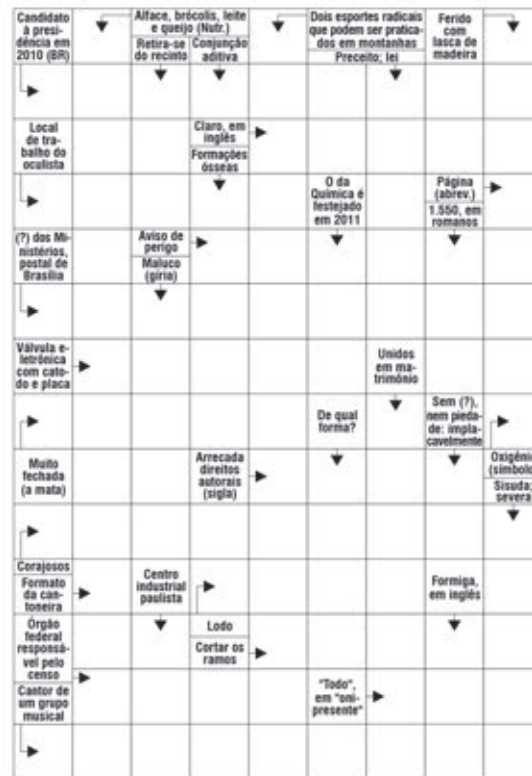 Candidato
à presi-
dência em
2010 (BR)
Alface, brócolis, leite
e queijo (Nutr.)
Retira-se
do recinto
Conjunção
aditiva
Dois esportes radicais
que podem ser pratica-
dos em montanhas
Preceito; lei
Ferido
com
lasca de
madeira
Local
de tra-
balho do
oculista
Claro, em
inglês
Formações
ósseas
O da
Química é
festejado
em 2011
Página
(abrev.)
1.550, em
romanos
(?) dos Mi-
nistérios,
postal de
Brasília
Aviso de
perigo
Maluco
(gíria)
Válvula e-
letrônica
com cato-
do e placa
Unidos
em ma-
trimônio
De qual
forma?
Sem (?),
nem pieda-
de: impla-
cavelmente
Muito
fechada
(a mata)
Arrecada
direitos
autorais
(sigla)
Oxigênio
(símbolo)
Sisuda;
severa
Corajosos
Formato
da can-
toneira
Centro
industrial
paulista
Formiga,
em inglês
Órgão
federal
responsá-
vel pelo
censo
Lodo
Cortar os
ramos
Cantor de
um grupo
musical
"Todo",
em "oni-
presente"